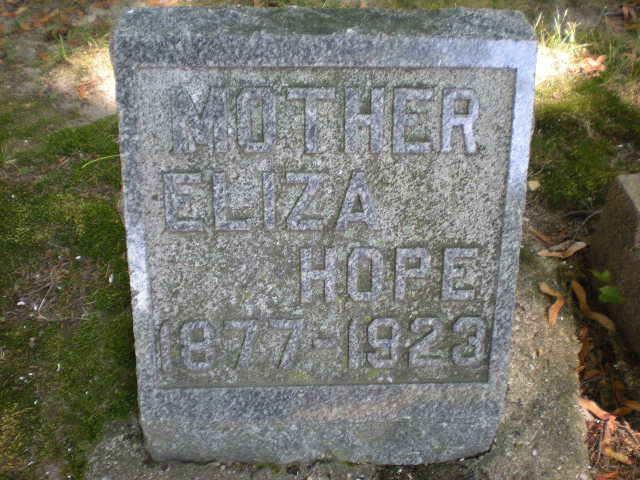 MOTHER
ELIZA
HOPE
1877-1923